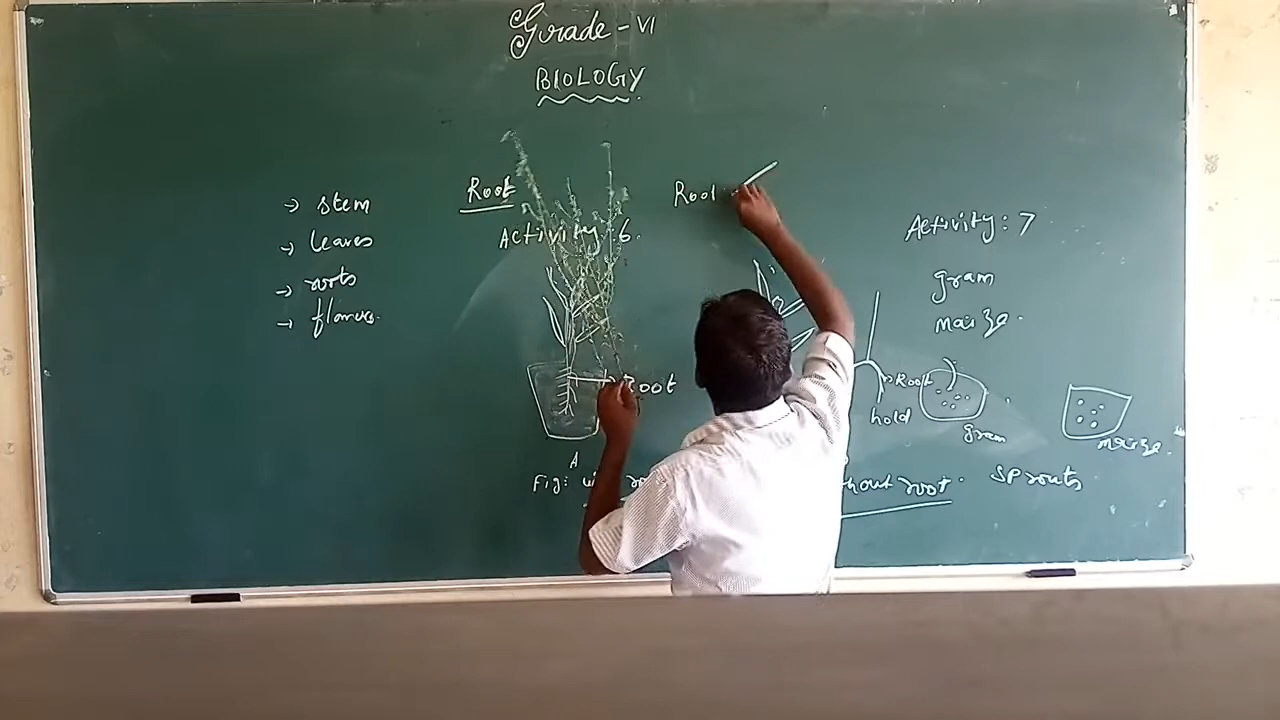 Grade - VI
BIOLOGY
→ stem
→ leaves
→ roots
→ flowers.
Root
Activity : 6.
Root
A
Fig:
Root
Activity : 7
gram
maize.
→ Root
hold
gram
maize.
root. Sprouts